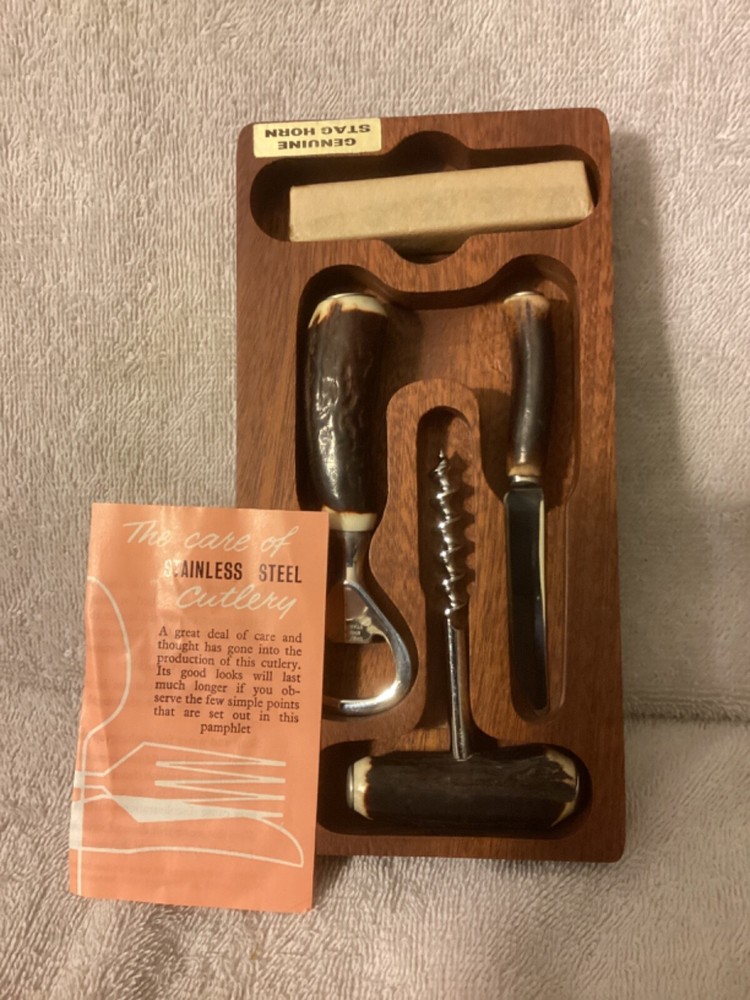 GENUINE
STAG HORN
The care of
STAINLESS STEEL
Cutlery
A great deal of care and
thought has gone into the
production of this cutlery.
Its good looks will last
much longer if you ob-
serve the few simple points
that are set out in this
pamphlet